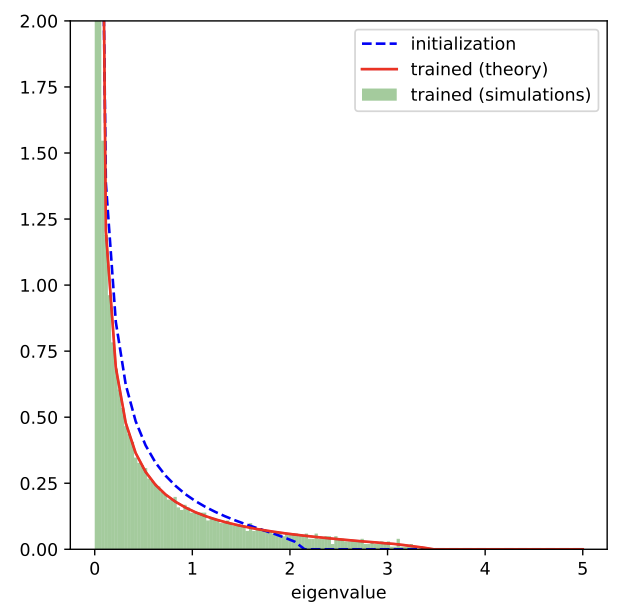 2.00
1.75
1.50
1.25
1.00
0.75
0.50
0.25
0.00
initialization
trained (theory)
trained (simulations)
0 1 2 3 4 5
eigenvalue